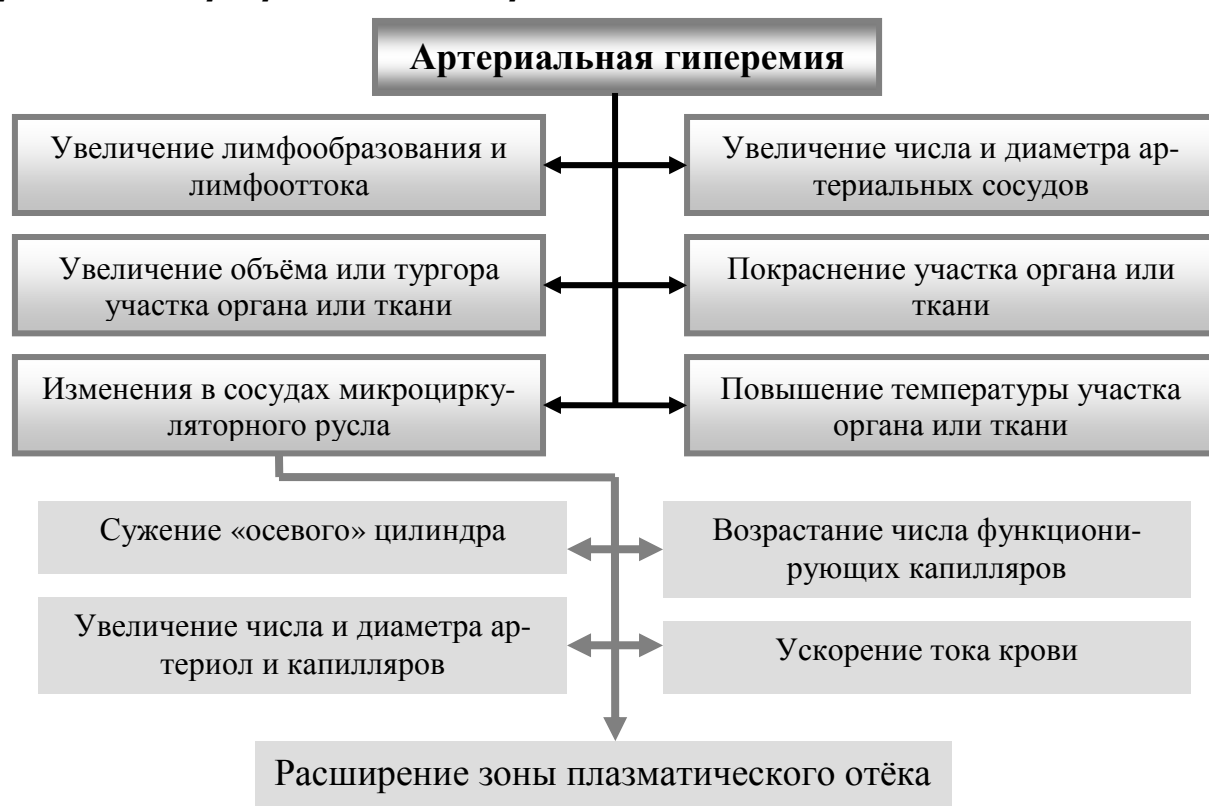 Артериальная гиперемия
Увеличение лимфообразования и
лимфооттока
Увеличение числа и диаметра ар-
териальных сосудов
Увеличение объёма или тургора
участка органа или ткани
Покраснение участка органа или
ткани
Изменения в сосудах микроцирку-
ляторного русла
Повышение температуры участка
органа или ткани
Сужение «осевого» цилиндра
Возрастание числа функциони-
рующих капилляров
Увеличение числа и диаметра ар-
териол и капилляров
Ускорение тока крови
Расширение зоны плазматического отёка